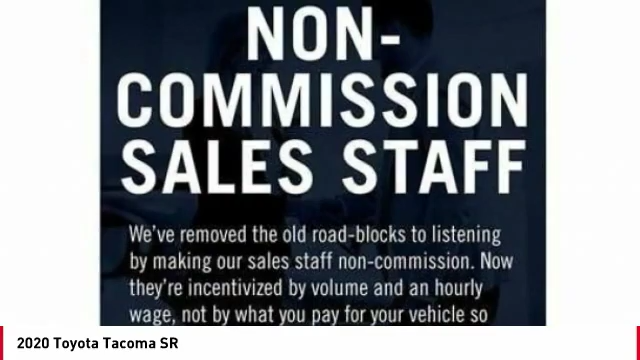 NON-
COMMISSION
SALES STAFF
We've removed the old road-blocks to listening
by making our sales staff non-commission. Now
they're incentivized by volume and an hourly
wage, not by what you pay for your vehicle so
2020 Toyota Tacoma SR